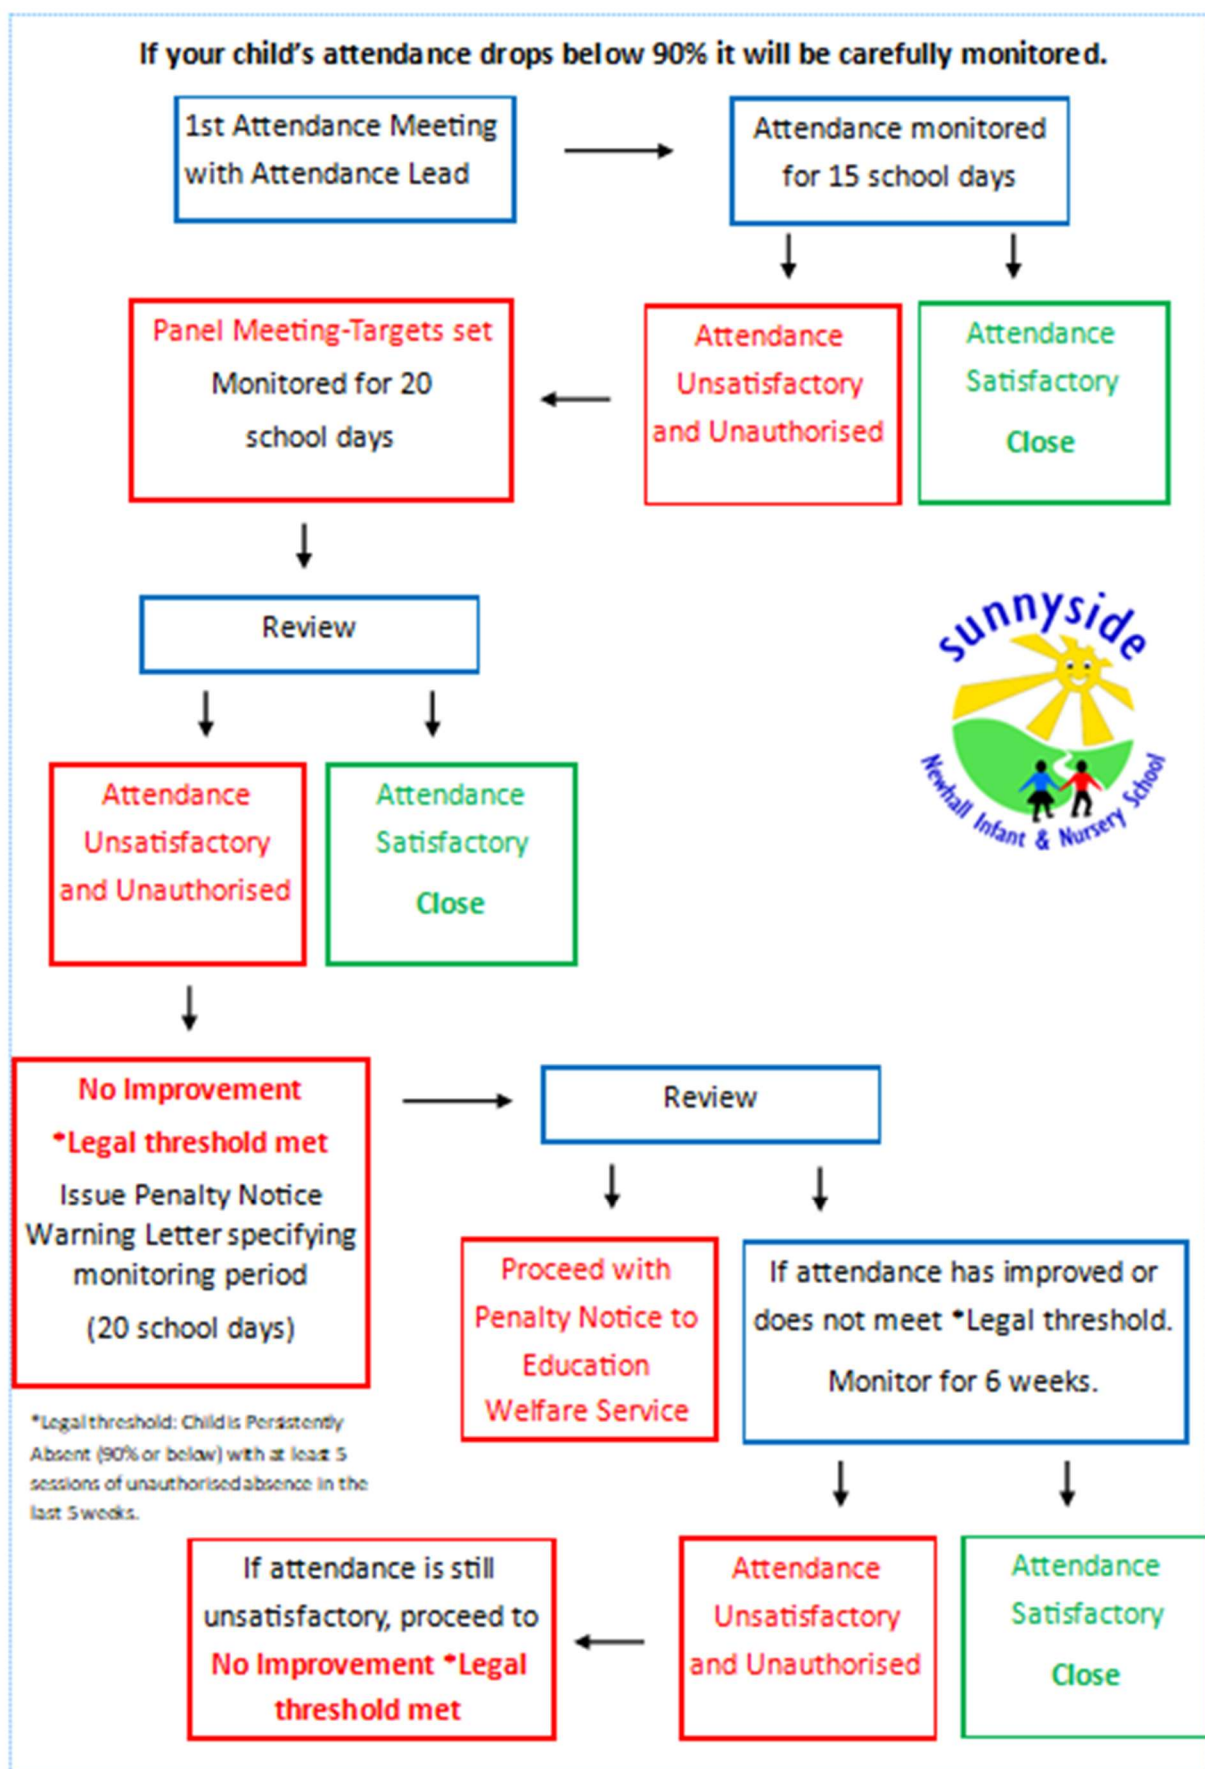 If your child's attendance drops below 90% it will be carefully monitored.
1st Attendance Meeting
with Attendance Lead
Attendance monitored
for 15 school days
Attendance
Satisfactory
Close
Attendance
Unsatisfactory
and Unauthorised
Panel Meeting-Targets set
Monitored for 20
school days
Review
sunnyside
Newhall Infant & Nursery School
Attendance
Unsatisfactory
and Unauthorised
Attendance
Satisfactory
Close
No Improvement
*Legal threshold met
Issue Penalty Notice
Warning Letter specifying
monitoring period
(20 school days)
Review
Proceed with
Penalty Notice to
Education
Welfare Service
If attendance has improved or
does not meet *Legal threshold.
Monitor for 6 weeks.
*Legal threshold: Child is Persistently
Absent (90% or below) with at least 5
sessions of unauthorised absence in the
last 5 weeks.
Attendance
Satisfactory
Close
Attendance
Unsatisfactory
and Unauthorised
If attendance is still
unsatisfactory, proceed to
No Improvement *Legal
threshold met